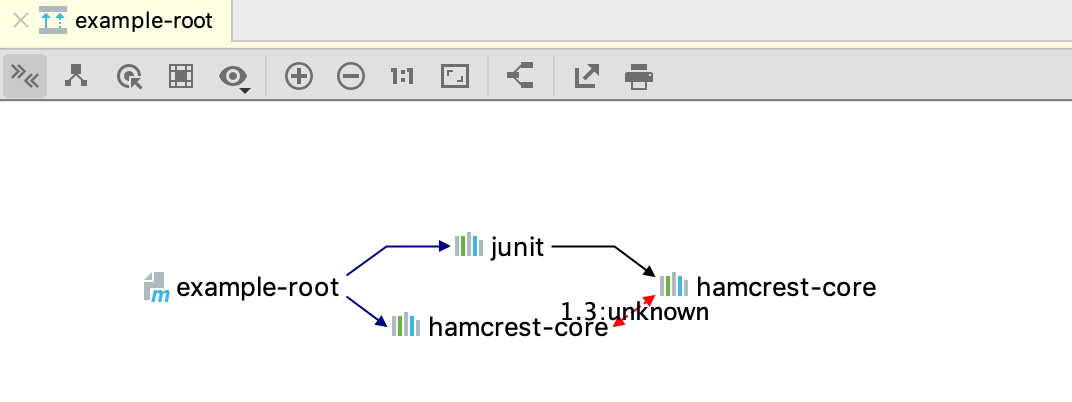 example-root
1:1
junit
example-root
hamcrest-core
1.3:unknown
hamcrest-core